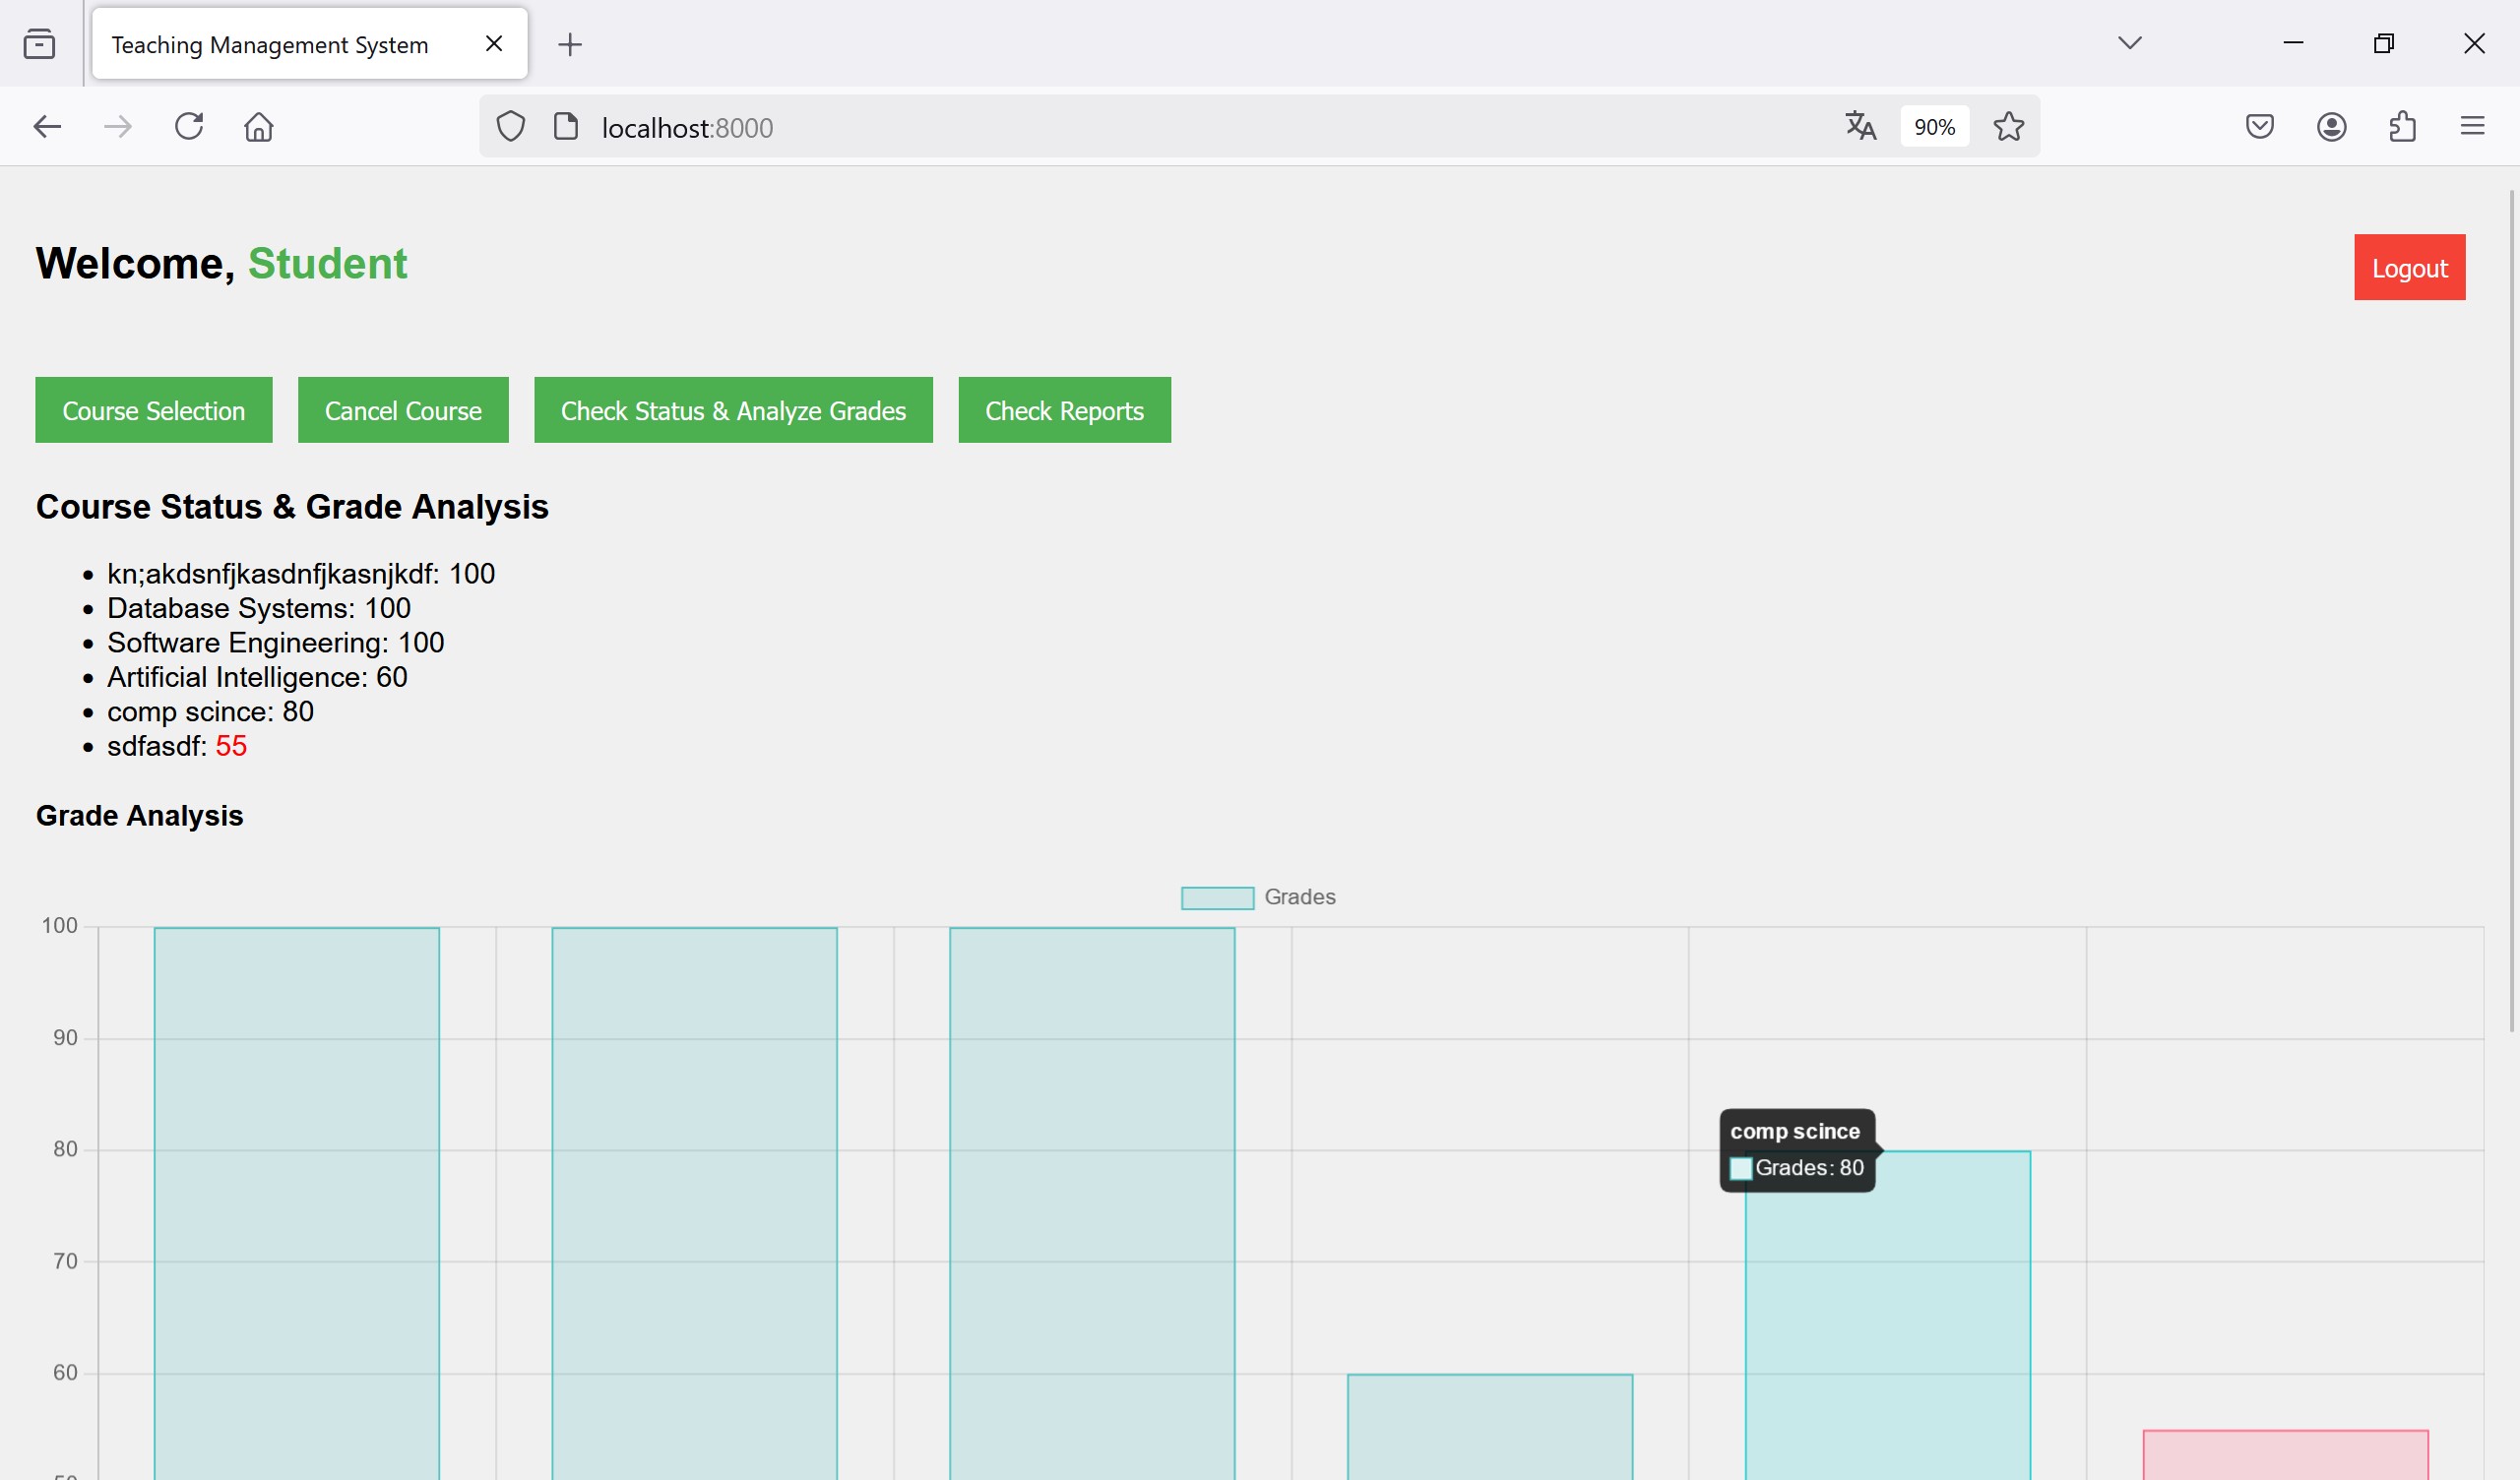 Teaching Management System
localhost:8000
90%
Welcome, Student
Logout
Course Selection
Cancel Course
Check Status & Analyze Grades
Check Reports
Course Status & Grade Analysis
kn;akdsnfjkasdnfjkasnjkdf: 100
Database Systems: 100
Software Engineering: 100
Artificial Intelligence: 60
comp scince: 80
sdfasdf: 55
Grade Analysis
Grades
100
90
80
comp scince
Grades: 80
70
60
50